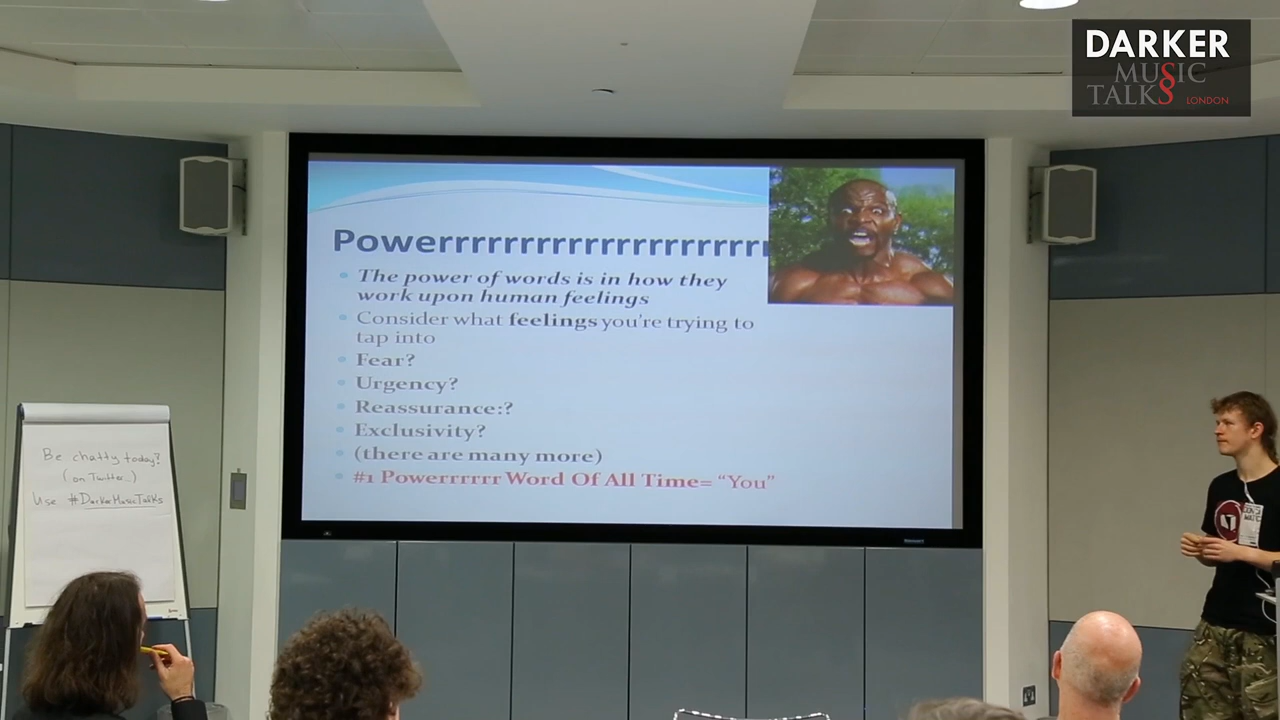 DARKER
MUSIC
TALKS LONDON
Powerrrrrrrrrrrrrrrrrrrrr
The power of words is in how they
work upon human feelings
Consider what feelings you're trying to
tap into
Fear?
Urgency?
Reassurance:?
Exclusivity?
(there are many more)
#1 Powerrrrrr Word Of All Time= “You”
Be chatty today?
(on Twitter..)
Use #DarkerMusicTalks